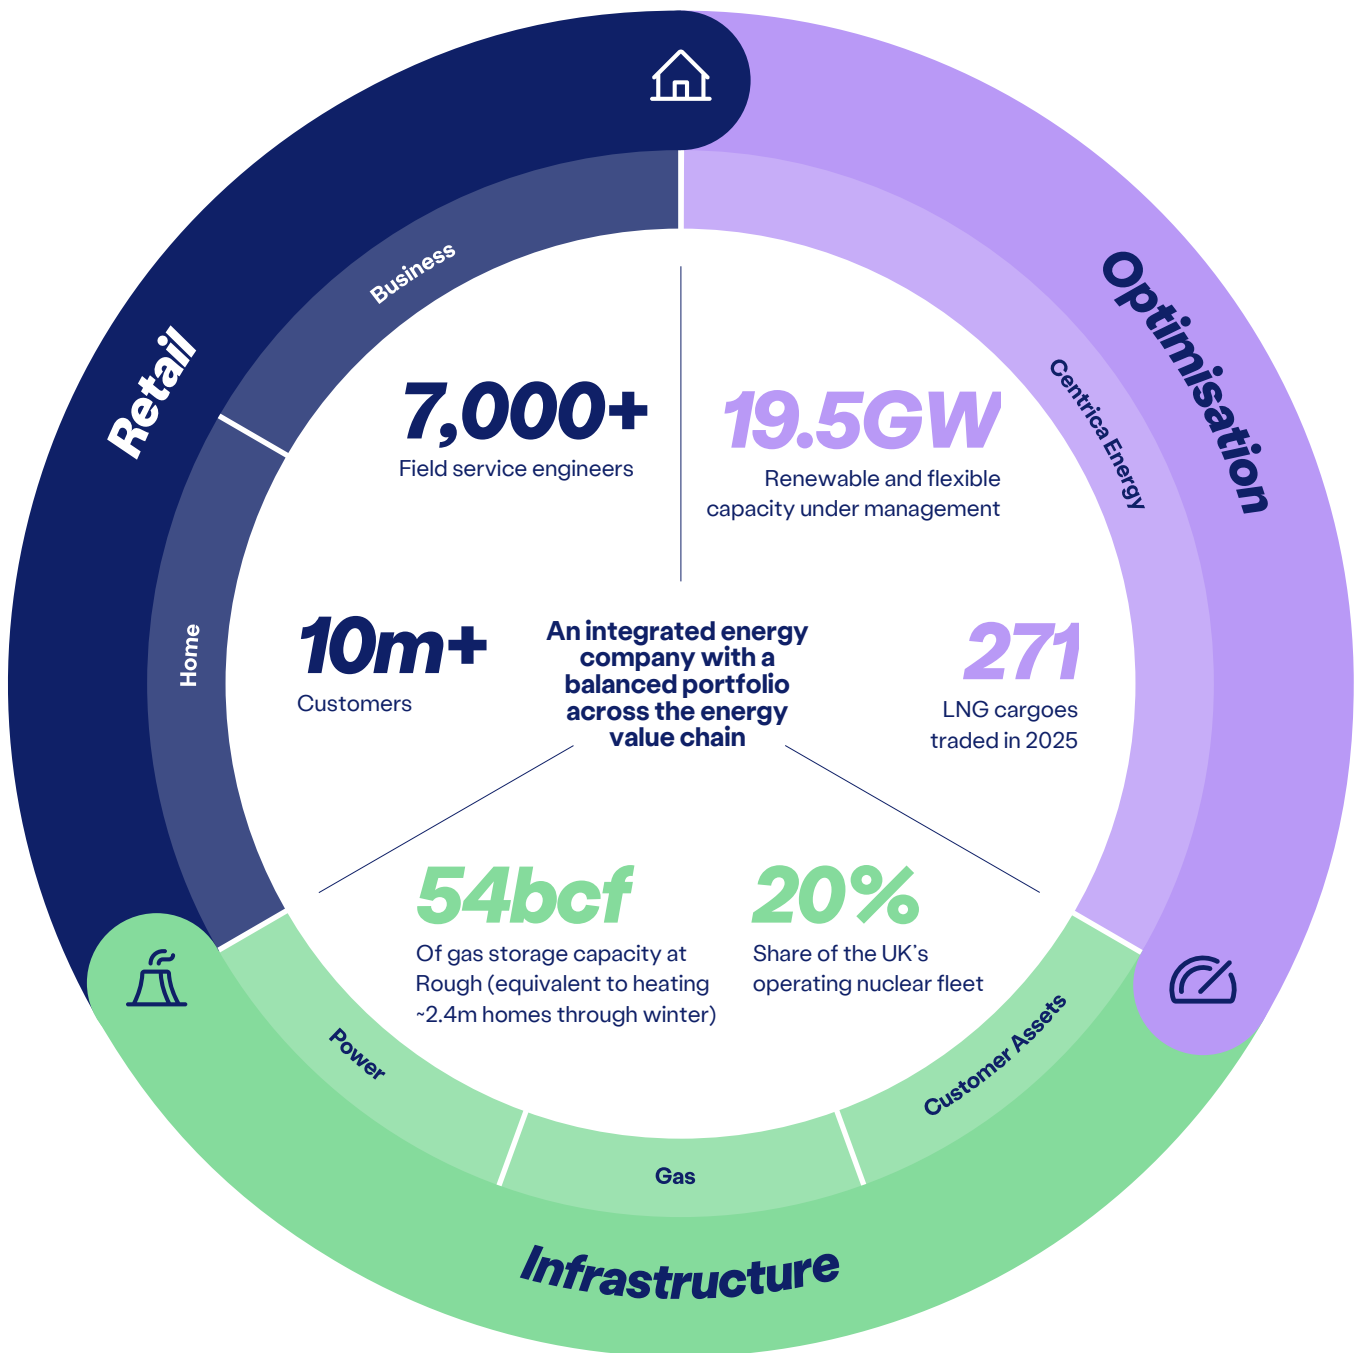 Retail
Business
Home
7,000+
Field service engineers
10m+
Customers
Optimisation
Centrica Energy
19.5GW
Renewable and flexible
capacity under management
271
LNG cargoes
traded in 2025
An integrated energy
company with a
balanced portfolio
across the energy
value chain
54bcf
Of gas storage capacity at
Rough (equivalent to heating
~2.4m homes through winter)
20%
Share of the UK's
operating nuclear fleet
Power
Gas
Customer Assets
Infrastructure